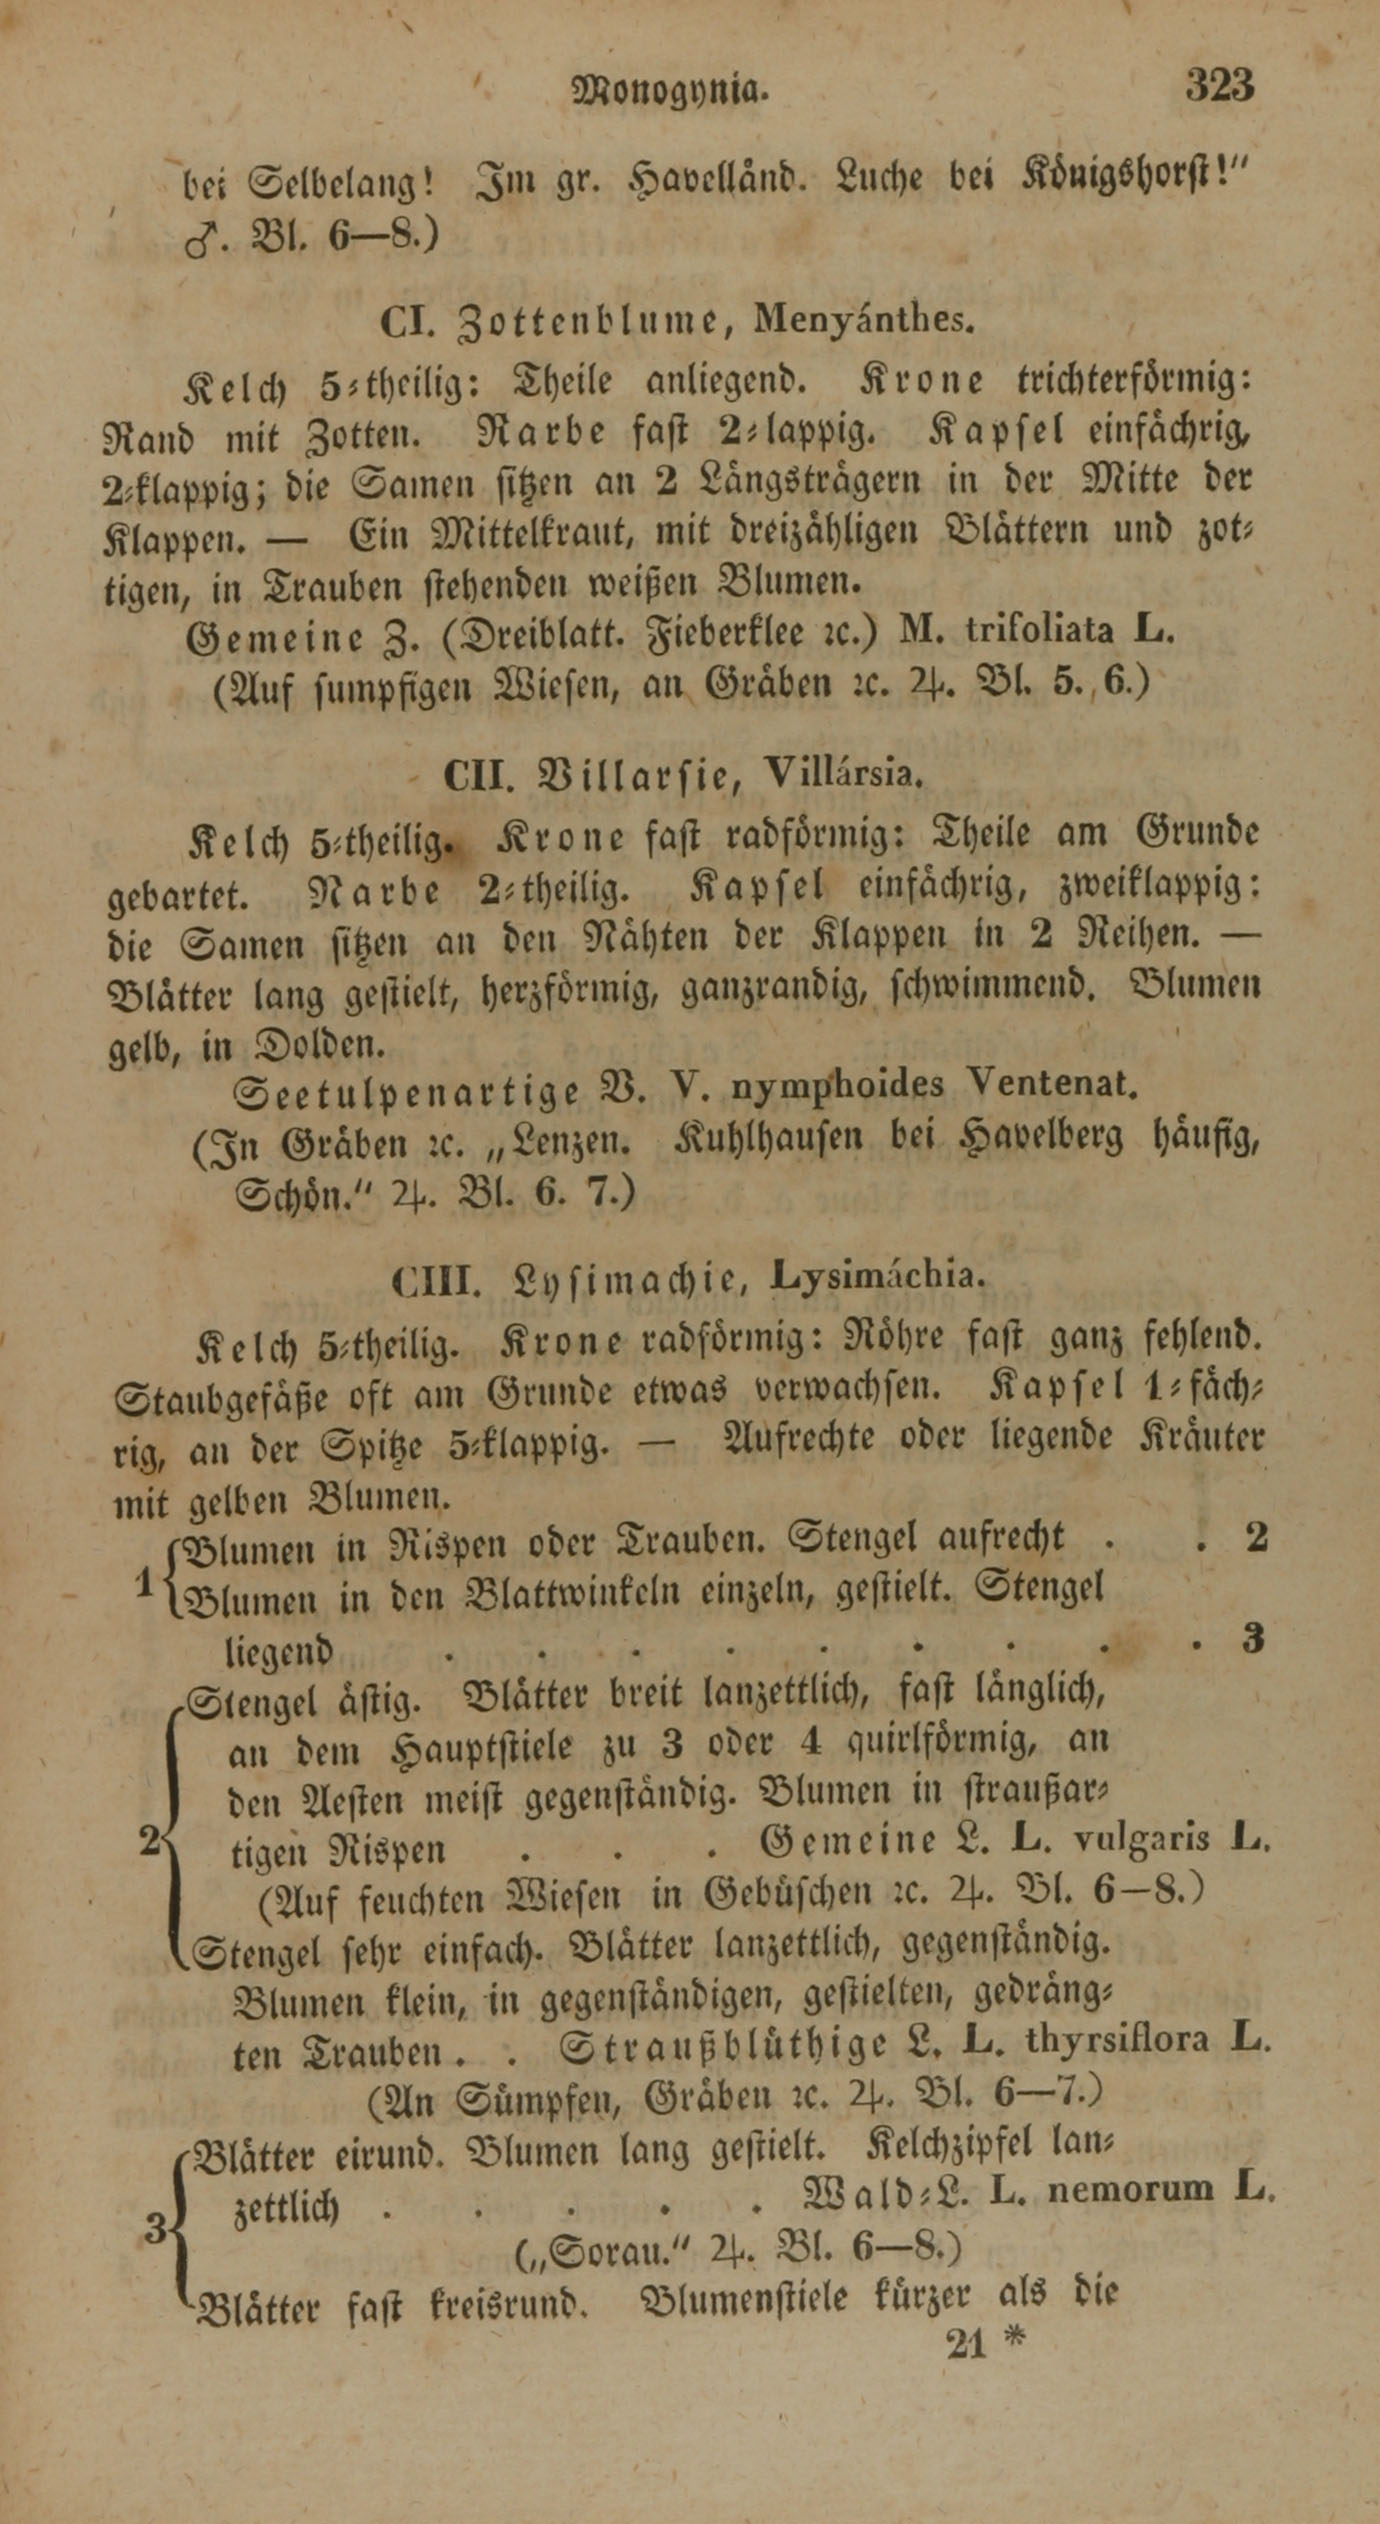 Monogynia. 323
bei Selbelang! Im gr. Havelländ. Luche bei Königshorst!“
♂. Bl. 6—8.)
CI. Zottenblume, Menyánthes.
Kelch 5-theilig: Theile anliegend. Krone trichterförmig:
Rand mit Zotten. Narbe fast 2-lappig. Kapsel einfächrig,
2-klappig; die Samen sitzen an 2 Längsträgern in der Mitte der
Klappen. — Ein Mittelkraut, mit dreizähligen Blättern und zot-
tigen, in Trauben stehenden weißen Blumen.
Gemeine Z. (Dreiblatt. Fieberklee ꝛc.) M. trifoliata L.
(Auf sumpfigen Wiesen, an Gräben ꝛc. ♃. Bl. 5. 6.)
CII. Villarsie, Villársia.
Kelch 5-theilig. Krone fast radförmig: Theile am Grunde
gebartet. Narbe 2-theilig. Kapsel einfächrig, zweiklappig:
die Samen sitzen an den Nähten der Klappen in 2 Reihen. —
Blätter lang gestielt, herzförmig, ganzrandig, schwimmend. Blumen
gelb, in Dolden.
Seetulpenartige V. V. nymphoides Ventenat.
(In Gräben ꝛc. „Lenzen. Kuhlhausen bei Havelberg häufig,
Schön.“ ♃. Bl. 6. 7.)
CIII. Lysimachie, Lysimáchia.
Kelch 5-theilig. Krone radförmig: Röhre fast ganz fehlend.
Staubgefäße oft am Grunde etwas verwachsen. Kapsel 1-fäch-
rig, an der Spitze 5-klappig. — Aufrechte oder liegende Kräuter
mit gelben Blumen.
1 { Blumen in Rispen oder Trauben. Stengel aufrecht . . 2
Blumen in den Blattwinkeln einzeln, gestielt. Stengel
liegend . . . . . . . . . 3
Stengel ästig. Blätter breit lanzettlich, fast länglich,
an dem Hauptstiele zu 3 oder 4 quirlförmig, an
den Aesten meist gegenständig. Blumen in straußar-
2 { tigen Rispen . . . Gemeine L. L. vulgaris L.
(Auf feuchten Wiesen in Gebüschen ꝛc. ♃. Bl. 6—8.)
Stengel sehr einfach. Blätter lanzettlich, gegenständig.
Blumen klein, in gegenständigen, gestielten, gedräng-
ten Trauben . . Straußblüthige L. L. thyrsiflora L.
(An Sümpfen, Gräben ꝛc. ♃. Bl. 6—7.)
Blätter eirund. Blumen lang gestielt. Kelchzipfel lan-
3 { zettlich . . . . . Wald-L. L. nemorum L.
(„Sorau.“ ♃. Bl. 6—8.)
Blätter fast kreisrund. Blumenstiele kürzer als die
21 *